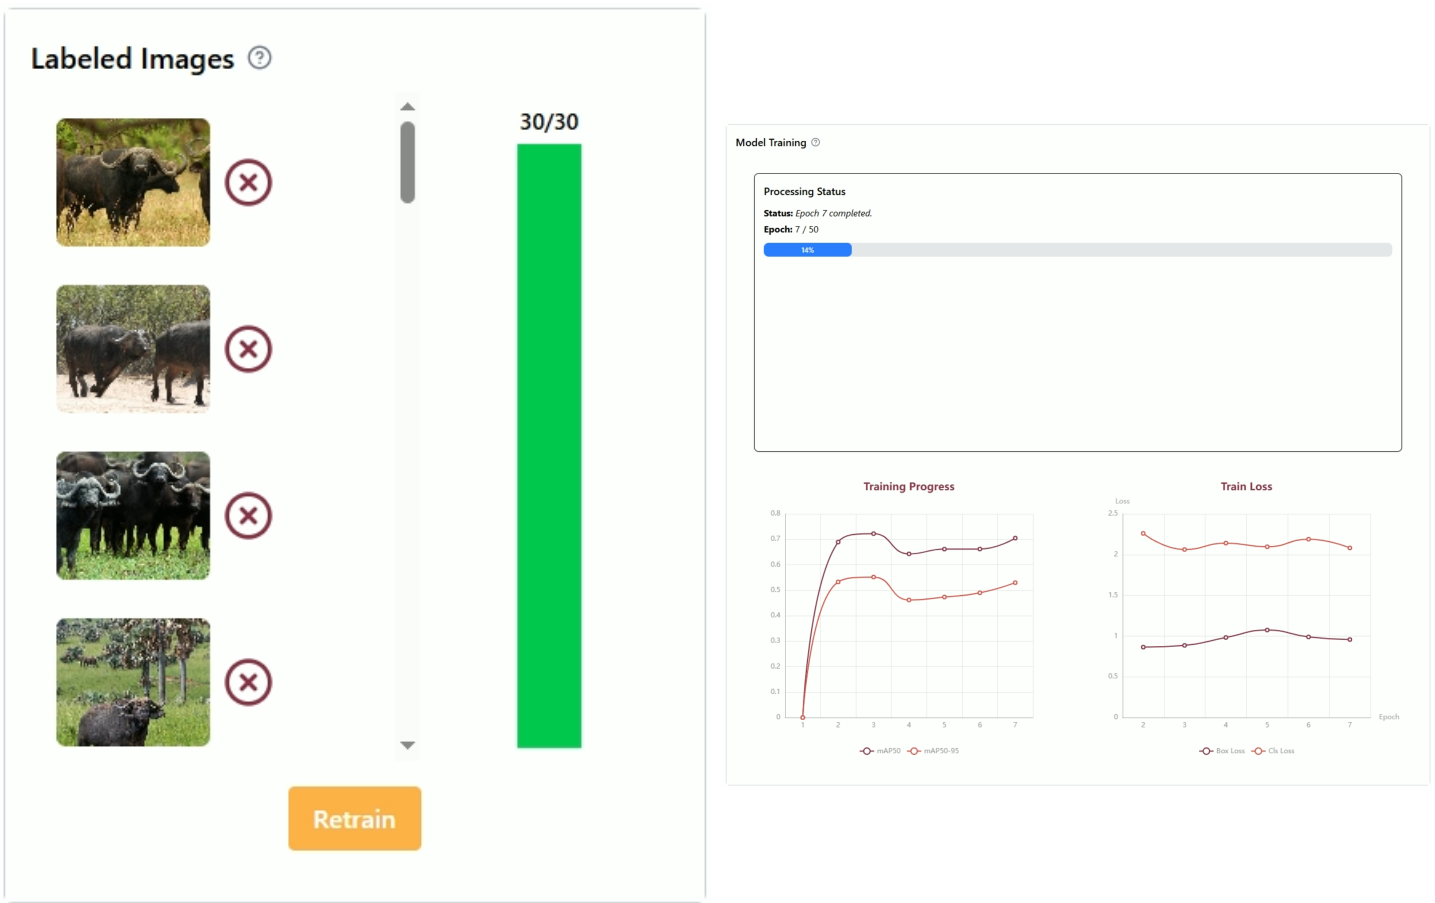 Labeled Images ?
30/30
Retrain
Model Training ?
Processing Status
Status: Epoch 7 completed.
Epoch: 7 / 50
14%
Training Progress
0.8
0.7
0.6
0.5
0.4
0.3
0.2
0.1
0
1 2 3 4 5 6 7
mAP50 mAP50-95
Train Loss
Loss
2.5
2
1.5
1
0.5
0
2 3 4 5 6 7
Epoch
Box Loss Cls Loss